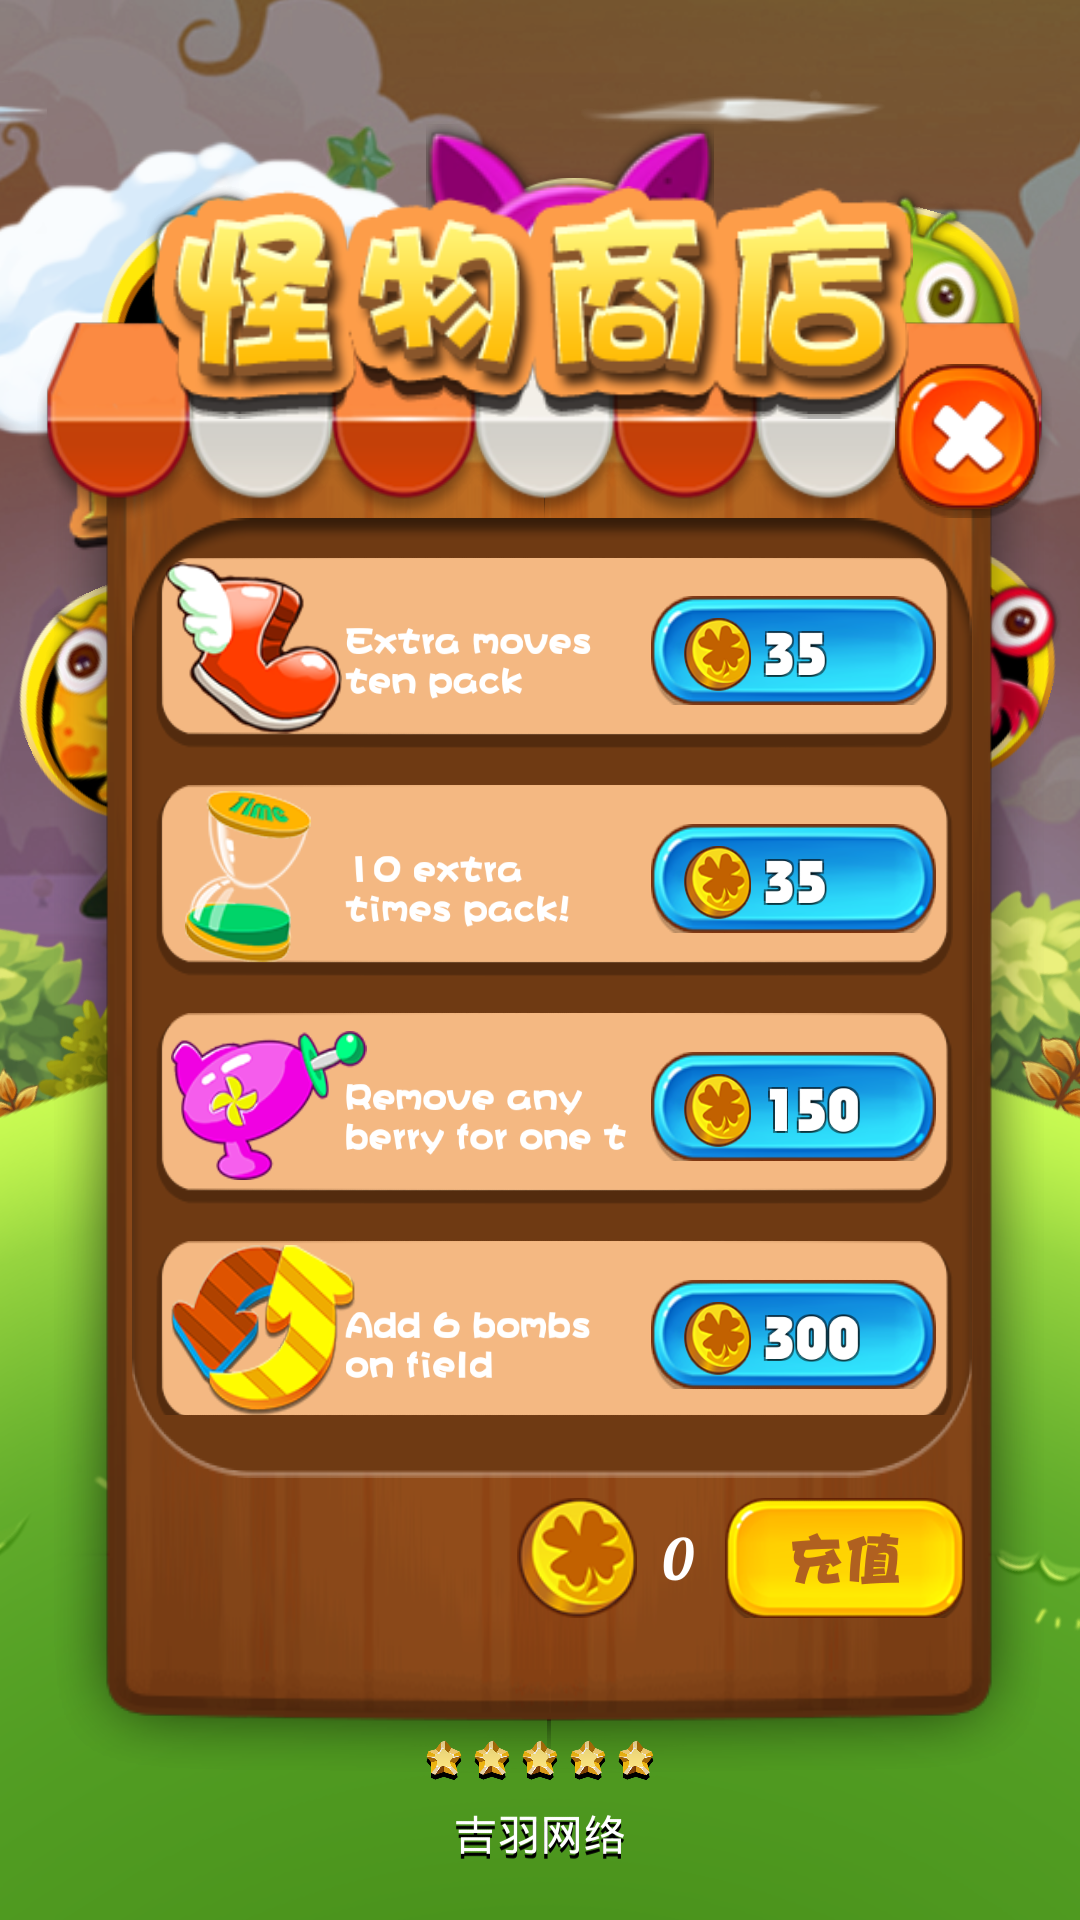 怪物商店
Extra moves
ten pack
35
Time
10 extra
times pack!
35
Remove any
berry for one t
150
Add 6 bombs
on field
300
0
充值
吉羽网络